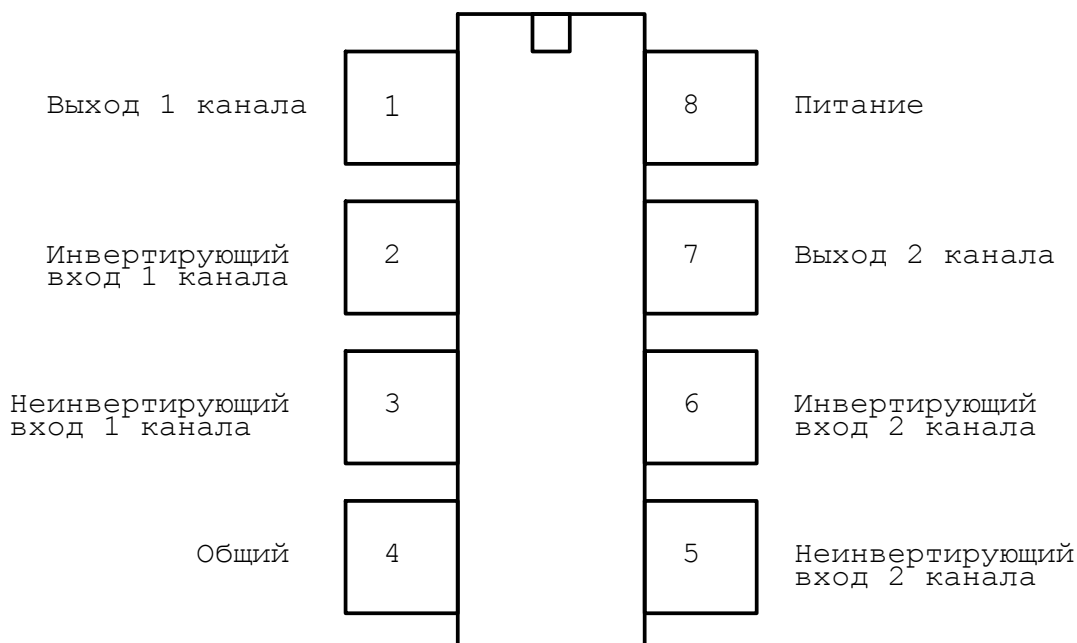 Выход 1 канала 1 8 Питание
Инвертирующий
вход 1 канала 2 7 Выход 2 канала
Неинвертирующий
вход 1 канала 3 6 Инвертирующий
вход 2 канала
Общий 4 5 Неинвертирующий
вход 2 канала